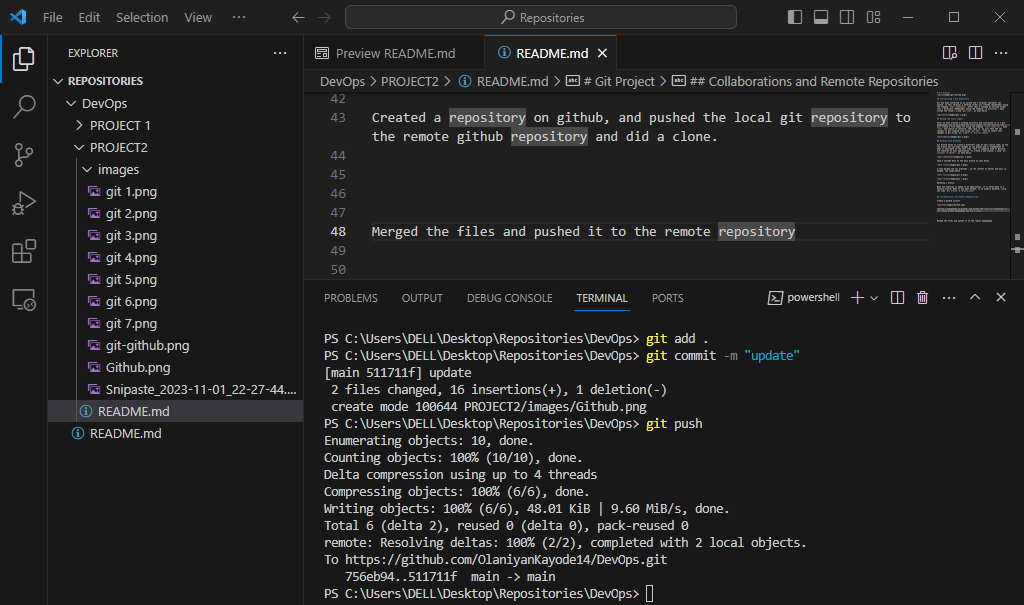 File Edit Selection View ··· Repositories
EXPLORER ···
REPOSITORIES
DevOps
PROJECT 1
PROJECT2
images
git 1.png
git 2.png
git 3.png
git 4.png
git 5.png
git 6.png
git 7.png
git-github.png
Github.png
Snipaste_2023-11-01_22-27-44....
README.md
README.md
Preview README.md README.md
DevOps > PROJECT2 > README.md > # Git Project > ## Collaborations and Remote Repositories
42
43 Created a repository on github, and pushed the local git repository to
the remote github repository and did a clone.
44
45
46
47
48 Merged the files and pushed it to the remote repository
49
50
PROBLEMS OUTPUT DEBUG CONSOLE TERMINAL PORTS powershell
PS C:\Users\DELL\Desktop\Repositories\DevOps> git add .
PS C:\Users\DELL\Desktop\Repositories\DevOps> git commit -m "update"
[main 511711f] update
2 files changed, 16 insertions(+), 1 deletion(-)
create mode 100644 PROJECT2/images/Github.png
PS C:\Users\DELL\Desktop\Repositories\DevOps> git push
Enumerating objects: 10, done.
Counting objects: 100% (10/10), done.
Delta compression using up to 4 threads
Compressing objects: 100% (6/6), done.
Writing objects: 100% (6/6), 48.01 KiB | 9.60 MiB/s, done.
Total 6 (delta 2), reused 0 (delta 0), pack-reused 0
remote: Resolving deltas: 100% (2/2), completed with 2 local objects.
To https://github.com/OlaniyanKayode14/DevOps.git
756eb94..511711f main -> main
PS C:\Users\DELL\Desktop\Repositories\DevOps>